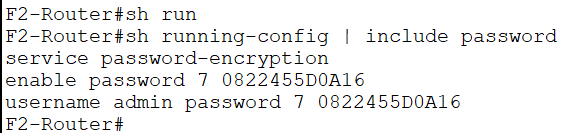 F2-Router#sh run
F2-Router#sh running-config | include password
service password-encryption
enable password 7 0822455D0A16
username admin password 7 0822455D0A16
F2-Router#